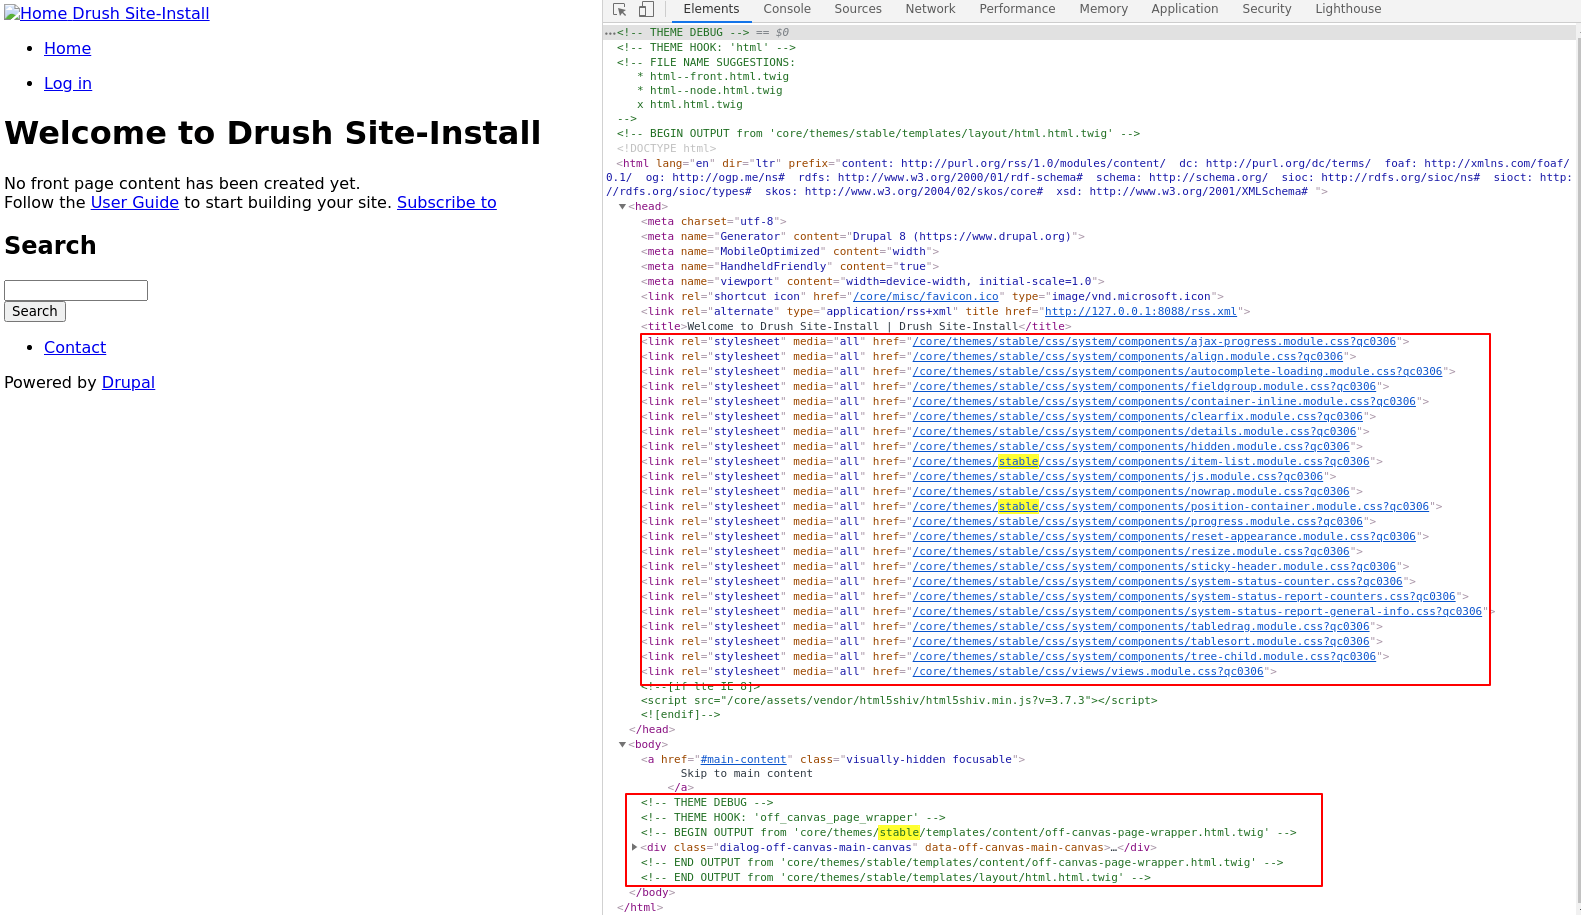 Home Drush Site-Install
Home
Log in
Welcome to Drush Site-Install
No front page content has been created yet.
Follow the User Guide to start building your site. Subscribe to
Search
Search
Contact
Powered by Drupal
Elements Console Sources Network Performance Memory Application Security Lighthouse
<!-- THEME DEBUG --> == $0
<!-- THEME HOOK: 'html' -->
<!-- FILE NAME SUGGESTIONS:
* html--front.html.twig
* html--node.html.twig
x html.html.twig
-->
<!-- BEGIN OUTPUT from 'core/themes/stable/templates/layout/html.html.twig' -->
<!DOCTYPE html>
<html lang="en" dir="ltr" prefix="content: http://purl.org/rss/1.0/modules/content/  dc: http://purl.org/dc/terms/  foaf: http://xmlns.com/foaf/
0.1/  og: http://ogp.me/ns#  rdfs: http://www.w3.org/2000/01/rdf-schema#  schema: http://schema.org/  sioc: http://rdfs.org/sioc/ns#  sioct: http:
//rdfs.org/sioc/types#  skos: http://www.w3.org/2004/02/skos/core#  xsd: http://www.w3.org/2001/XMLSchema# ">
<head>
<meta charset="utf-8">
<meta name="Generator" content="Drupal 8 (https://www.drupal.org)">
<meta name="MobileOptimized" content="width">
<meta name="HandheldFriendly" content="true">
<meta name="viewport" content="width=device-width, initial-scale=1.0">
<link rel="shortcut icon" href="/core/misc/favicon.ico" type="image/vnd.microsoft.icon">
<link rel="alternate" type="application/rss+xml" title href="http://127.0.0.1:8088/rss.xml">
<title>Welcome to Drush Site-Install | Drush Site-Install</title>
<link rel="stylesheet" media="all" href="/core/themes/stable/css/system/components/ajax-progress.module.css?qc0306">
<link rel="stylesheet" media="all" href="/core/themes/stable/css/system/components/align.module.css?qc0306">
<link rel="stylesheet" media="all" href="/core/themes/stable/css/system/components/autocomplete-loading.module.css?qc0306">
<link rel="stylesheet" media="all" href="/core/themes/stable/css/system/components/fieldgroup.module.css?qc0306">
<link rel="stylesheet" media="all" href="/core/themes/stable/css/system/components/container-inline.module.css?qc0306">
<link rel="stylesheet" media="all" href="/core/themes/stable/css/system/components/clearfix.module.css?qc0306">
<link rel="stylesheet" media="all" href="/core/themes/stable/css/system/components/details.module.css?qc0306">
<link rel="stylesheet" media="all" href="/core/themes/stable/css/system/components/hidden.module.css?qc0306">
<link rel="stylesheet" media="all" href="/core/themes/stable/css/system/components/item-list.module.css?qc0306">
<link rel="stylesheet" media="all" href="/core/themes/stable/css/system/components/js.module.css?qc0306">
<link rel="stylesheet" media="all" href="/core/themes/stable/css/system/components/nowrap.module.css?qc0306">
<link rel="stylesheet" media="all" href="/core/themes/stable/css/system/components/position-container.module.css?qc0306">
<link rel="stylesheet" media="all" href="/core/themes/stable/css/system/components/progress.module.css?qc0306">
<link rel="stylesheet" media="all" href="/core/themes/stable/css/system/components/reset-appearance.module.css?qc0306">
<link rel="stylesheet" media="all" href="/core/themes/stable/css/system/components/resize.module.css?qc0306">
<link rel="stylesheet" media="all" href="/core/themes/stable/css/system/components/sticky-header.module.css?qc0306">
<link rel="stylesheet" media="all" href="/core/themes/stable/css/system/components/system-status-counter.css?qc0306">
<link rel="stylesheet" media="all" href="/core/themes/stable/css/system/components/system-status-report-counters.css?qc0306">
<link rel="stylesheet" media="all" href="/core/themes/stable/css/system/components/system-status-report-general-info.css?qc0306">
<link rel="stylesheet" media="all" href="/core/themes/stable/css/system/components/tabledrag.module.css?qc0306">
<link rel="stylesheet" media="all" href="/core/themes/stable/css/system/components/tablesort.module.css?qc0306">
<link rel="stylesheet" media="all" href="/core/themes/stable/css/system/components/tree-child.module.css?qc0306">
<link rel="stylesheet" media="all" href="/core/themes/stable/css/views/views.module.css?qc0306">
<!--[if lte IE 8]>
<script src="/core/assets/vendor/html5shiv/html5shiv.min.js?v=3.7.3"></script>
<![endif]-->
</head>
<body>
<a href="#main-content" class="visually-hidden focusable">
Skip to main content
</a>
<!-- THEME DEBUG -->
<!-- THEME HOOK: 'off_canvas_page_wrapper' -->
<!-- BEGIN OUTPUT from 'core/themes/stable/templates/content/off-canvas-page-wrapper.html.twig' -->
<div class="dialog-off-canvas-main-canvas" data-off-canvas-main-canvas>…</div>
<!-- END OUTPUT from 'core/themes/stable/templates/content/off-canvas-page-wrapper.html.twig' -->
<!-- END OUTPUT from 'core/themes/stable/templates/layout/html.html.twig' -->
</body>
</html>